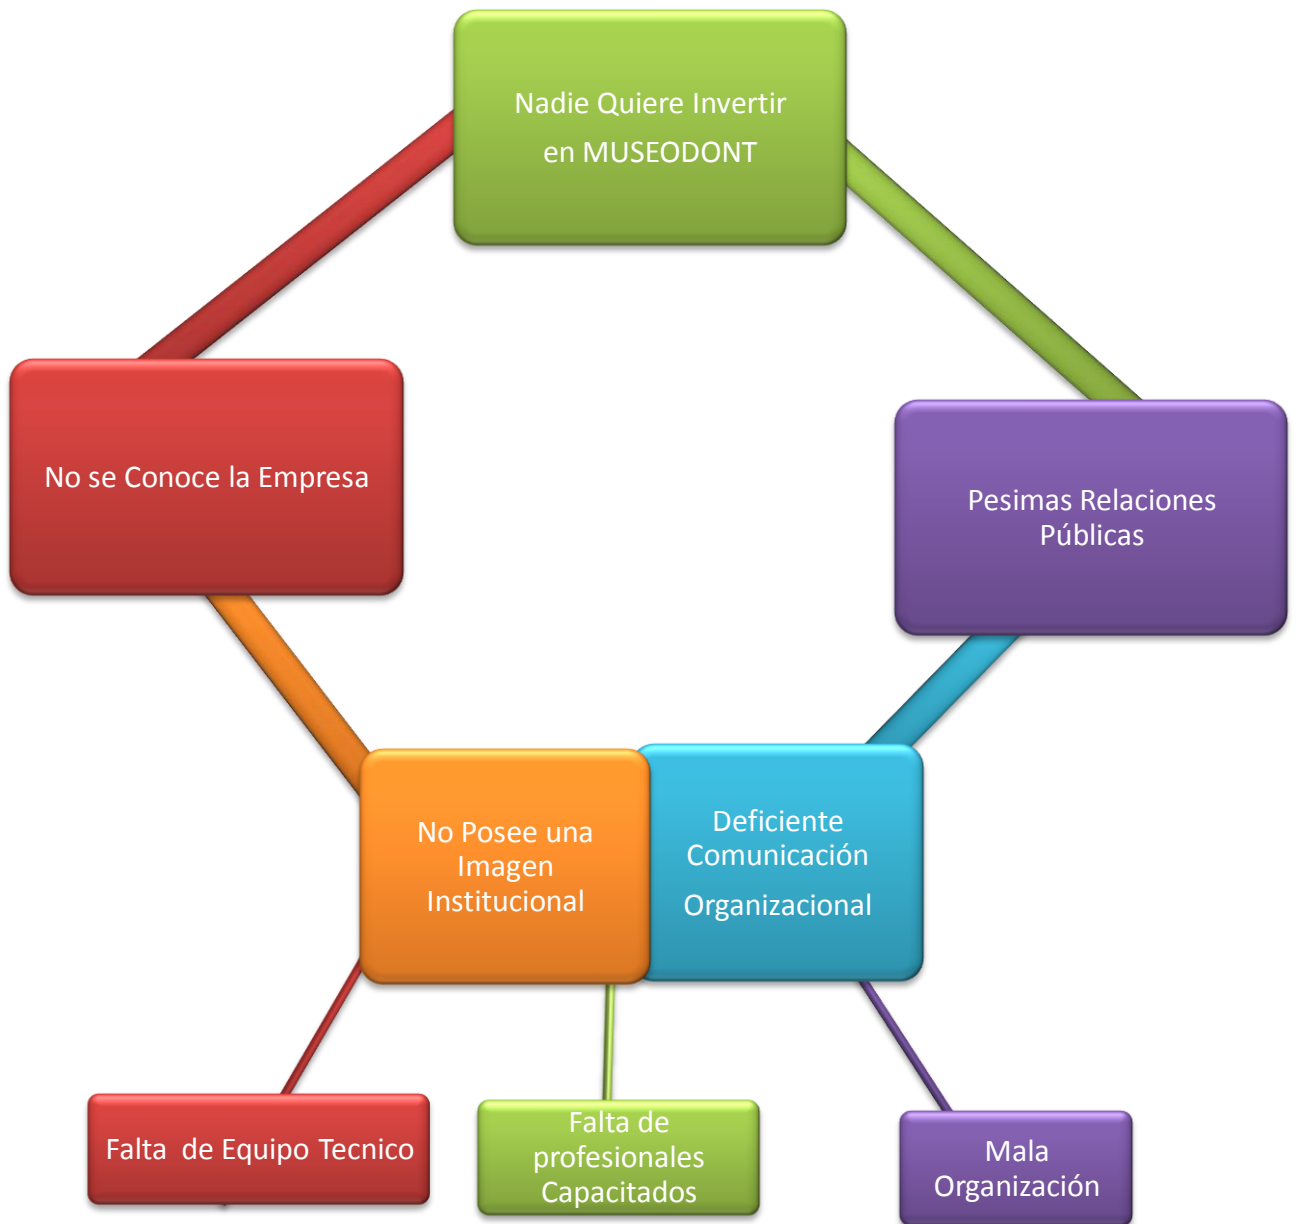 Nadie Quiere Invertir
en MUSEODONT
No se Conoce la Empresa
Pesimas Relaciones
Públicas
No Posee una
Imagen
Institucional
Deficiente
Comunicación
Organizacional
Falta de Equipo Tecnico
Falta de
profesionales
Capacitados
Mala
Organización